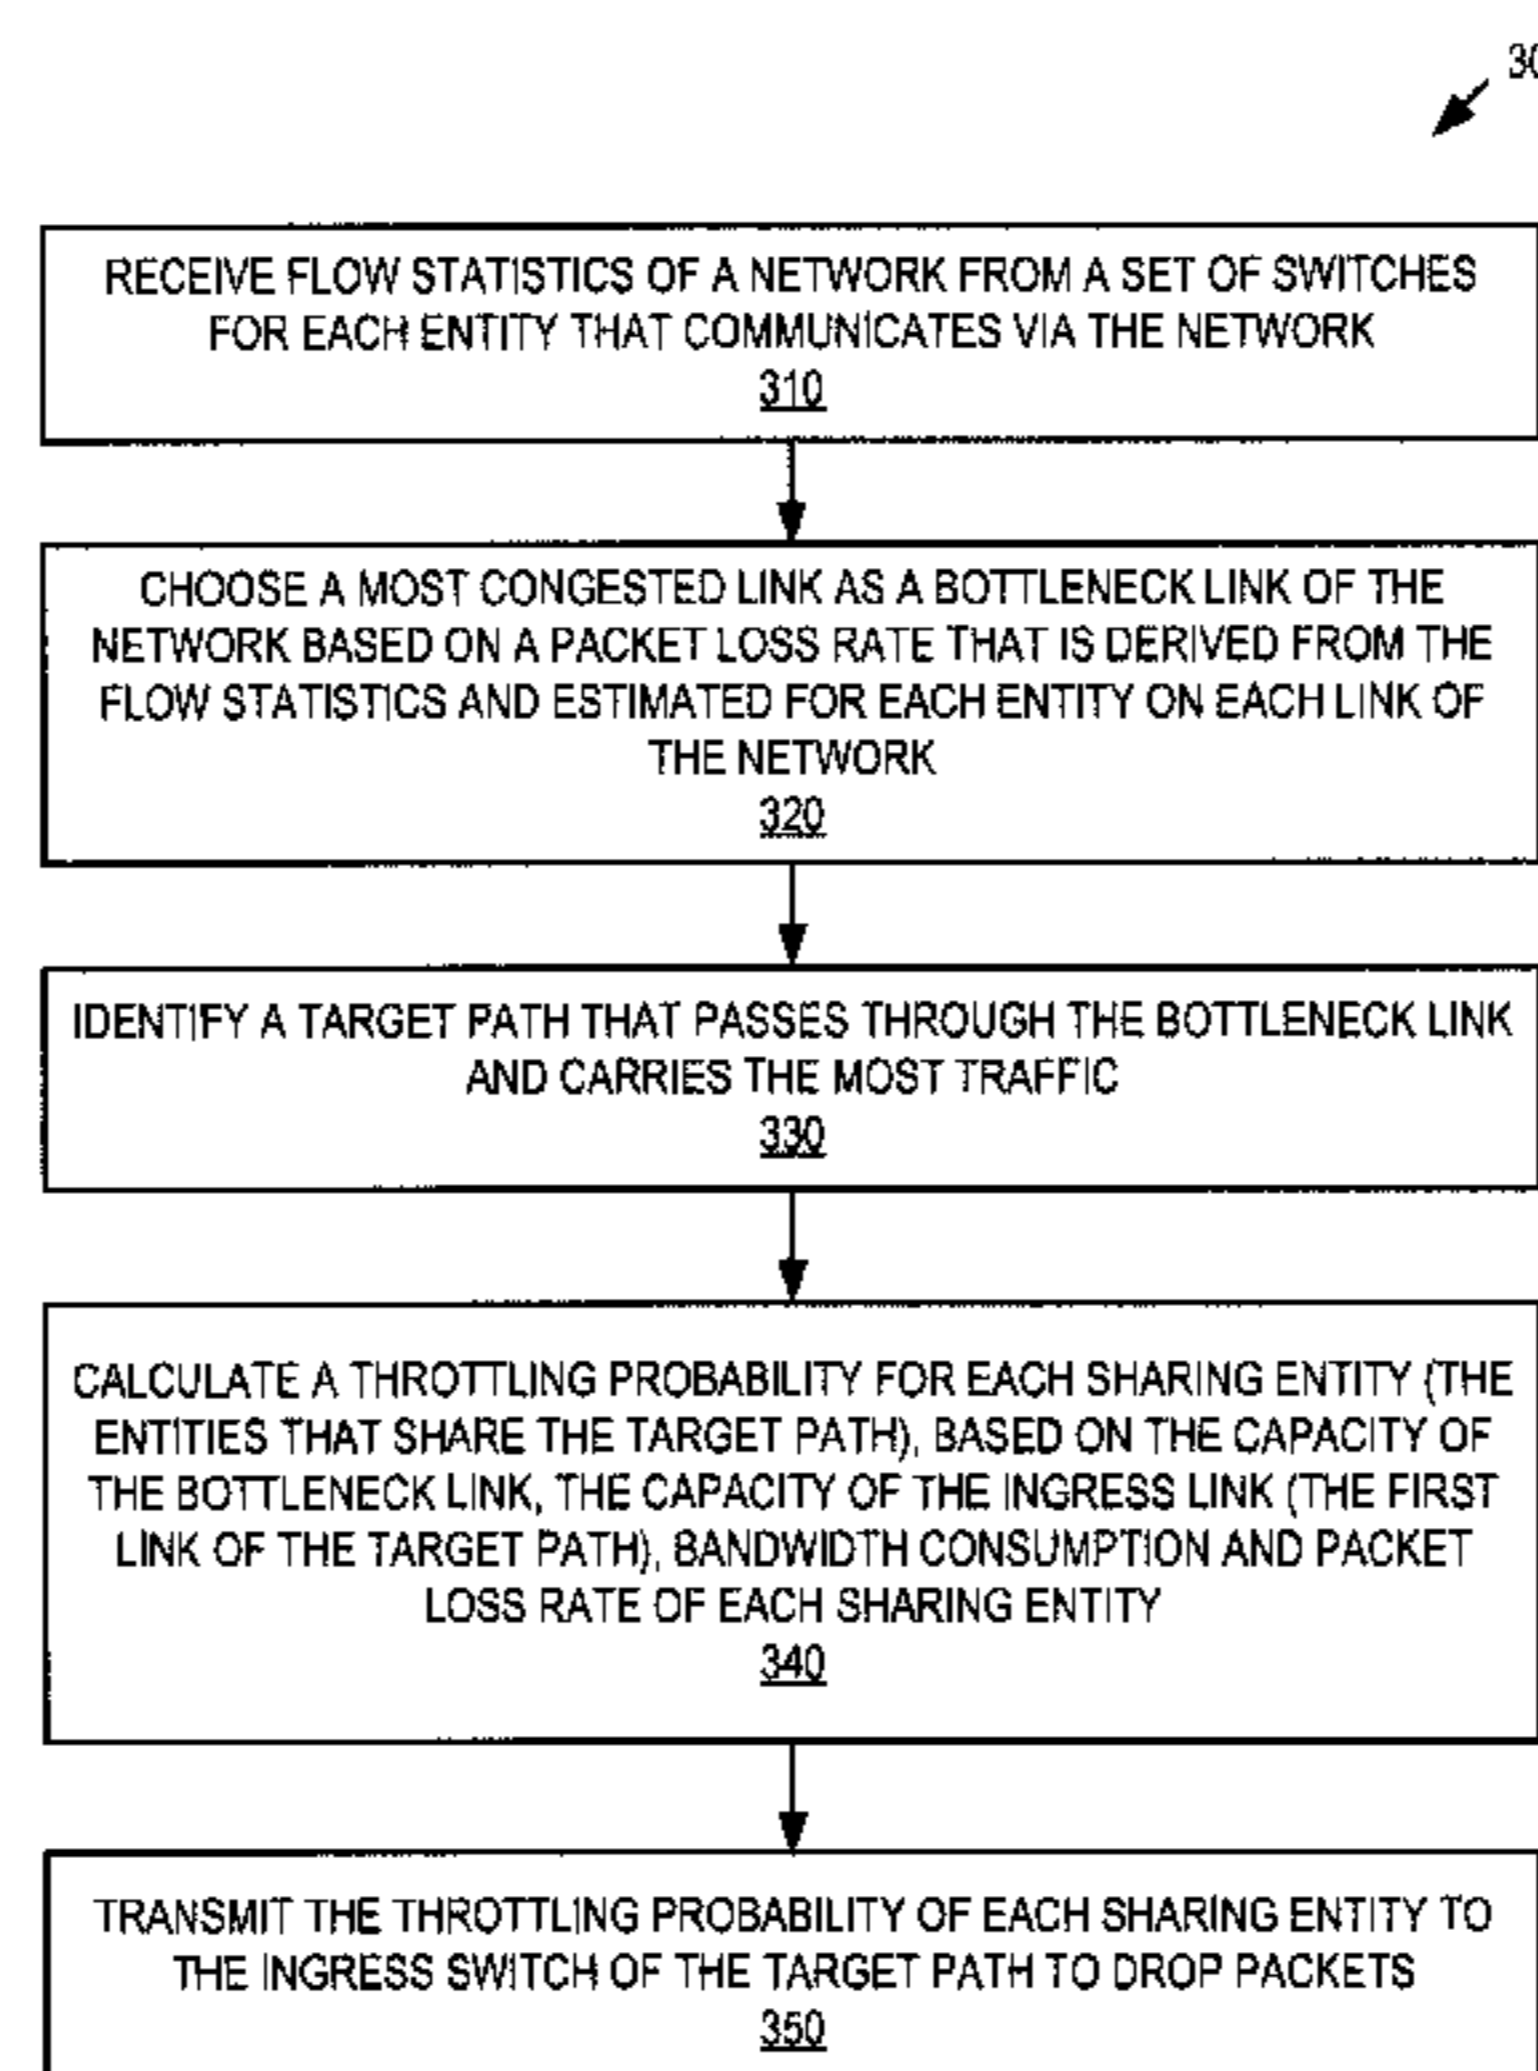 30
RECEIVE FLOW STATISTICS OF A NETWORK FROM A SET OF SWITCHES
FOR EACH ENTITY THAT COMMUNICATES VIA THE NETWORK
310
CHOOSE A MOST CONGESTED LINK AS A BOTTLENECK LINK OF THE
NETWORK BASED ON A PACKET LOSS RATE THAT IS DERIVED FROM THE
FLOW STATISTICS AND ESTIMATED FOR EACH ENTITY ON EACH LINK OF
THE NETWORK
320
IDENTIFY A TARGET PATH THAT PASSES THROUGH THE BOTTLENECK LINK
AND CARRIES THE MOST TRAFFIC
330
CALCULATE A THROTTLING PROBABILITY FOR EACH SHARING ENTITY (THE
ENTITIES THAT SHARE THE TARGET PATH), BASED ON THE CAPACITY OF
THE BOTTLENECK LINK, THE CAPACITY OF THE INGRESS LINK (THE FIRST
LINK OF THE TARGET PATH), BANDWIDTH CONSUMPTION AND PACKET
LOSS RATE OF EACH SHARING ENTITY
340
TRANSMIT THE THROTTLING PROBABILITY OF EACH SHARING ENTITY TO
THE INGRESS SWITCH OF THE TARGET PATH TO DROP PACKETS
350